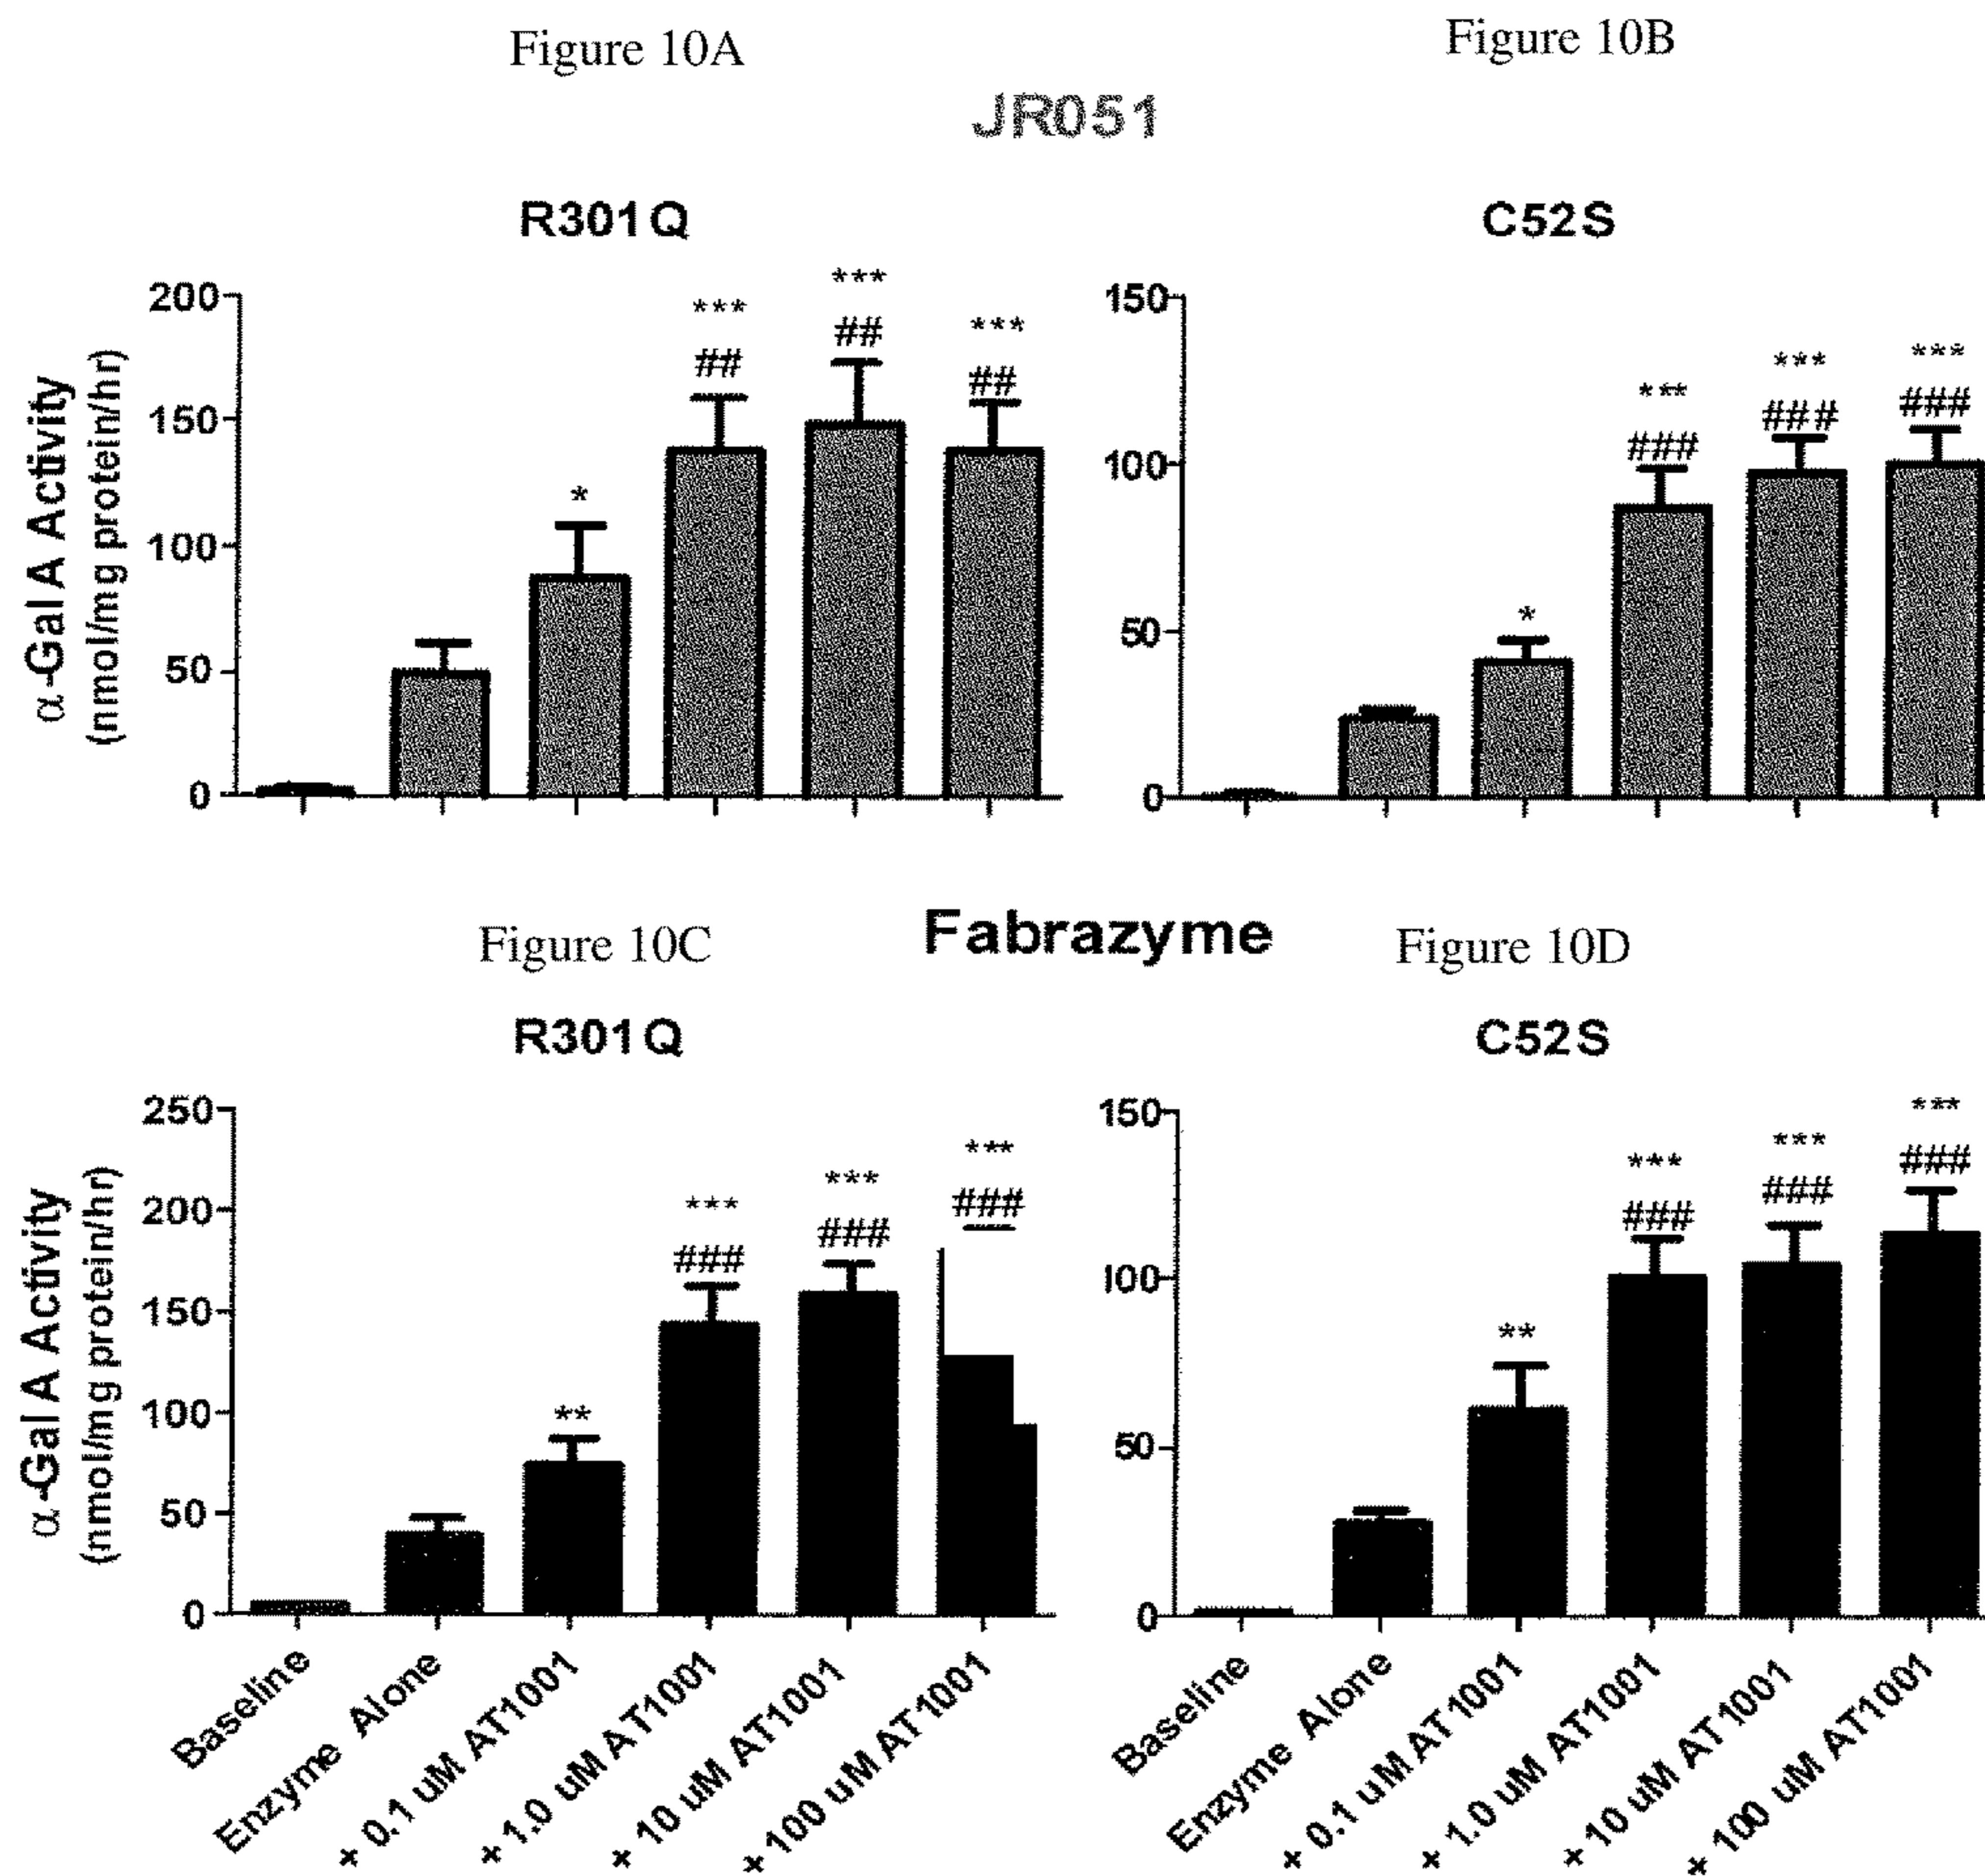 Figure 10A
Figure 10B
JR051
R301Q
C52S
α-Gal A Activity
(nmol/mg protein/hr)
200
150
100
50
0
*
***
##
***
##
***
##
150
100
50
0
*
***
###
***
###
***
###
Figure 10C
Fabrazyme
Figure 10D
R301Q
C52S
α-Gal A Activity
(nmol/mg protein/hr)
250
200
150
100
50
0
**
***
###
***
###
***
###
150
100
50
0
**
***
###
***
###
***
###
Baseline
Enzyme Alone
+ 0.1 uM AT1001
+ 1.0 uM AT1001
+ 10 uM AT1001
+ 100 uM AT1001
Baseline
Enzyme Alone
+ 0.1 uM AT1001
+ 1.0 uM AT1001
+ 10 uM AT1001
+ 100 uM AT1001